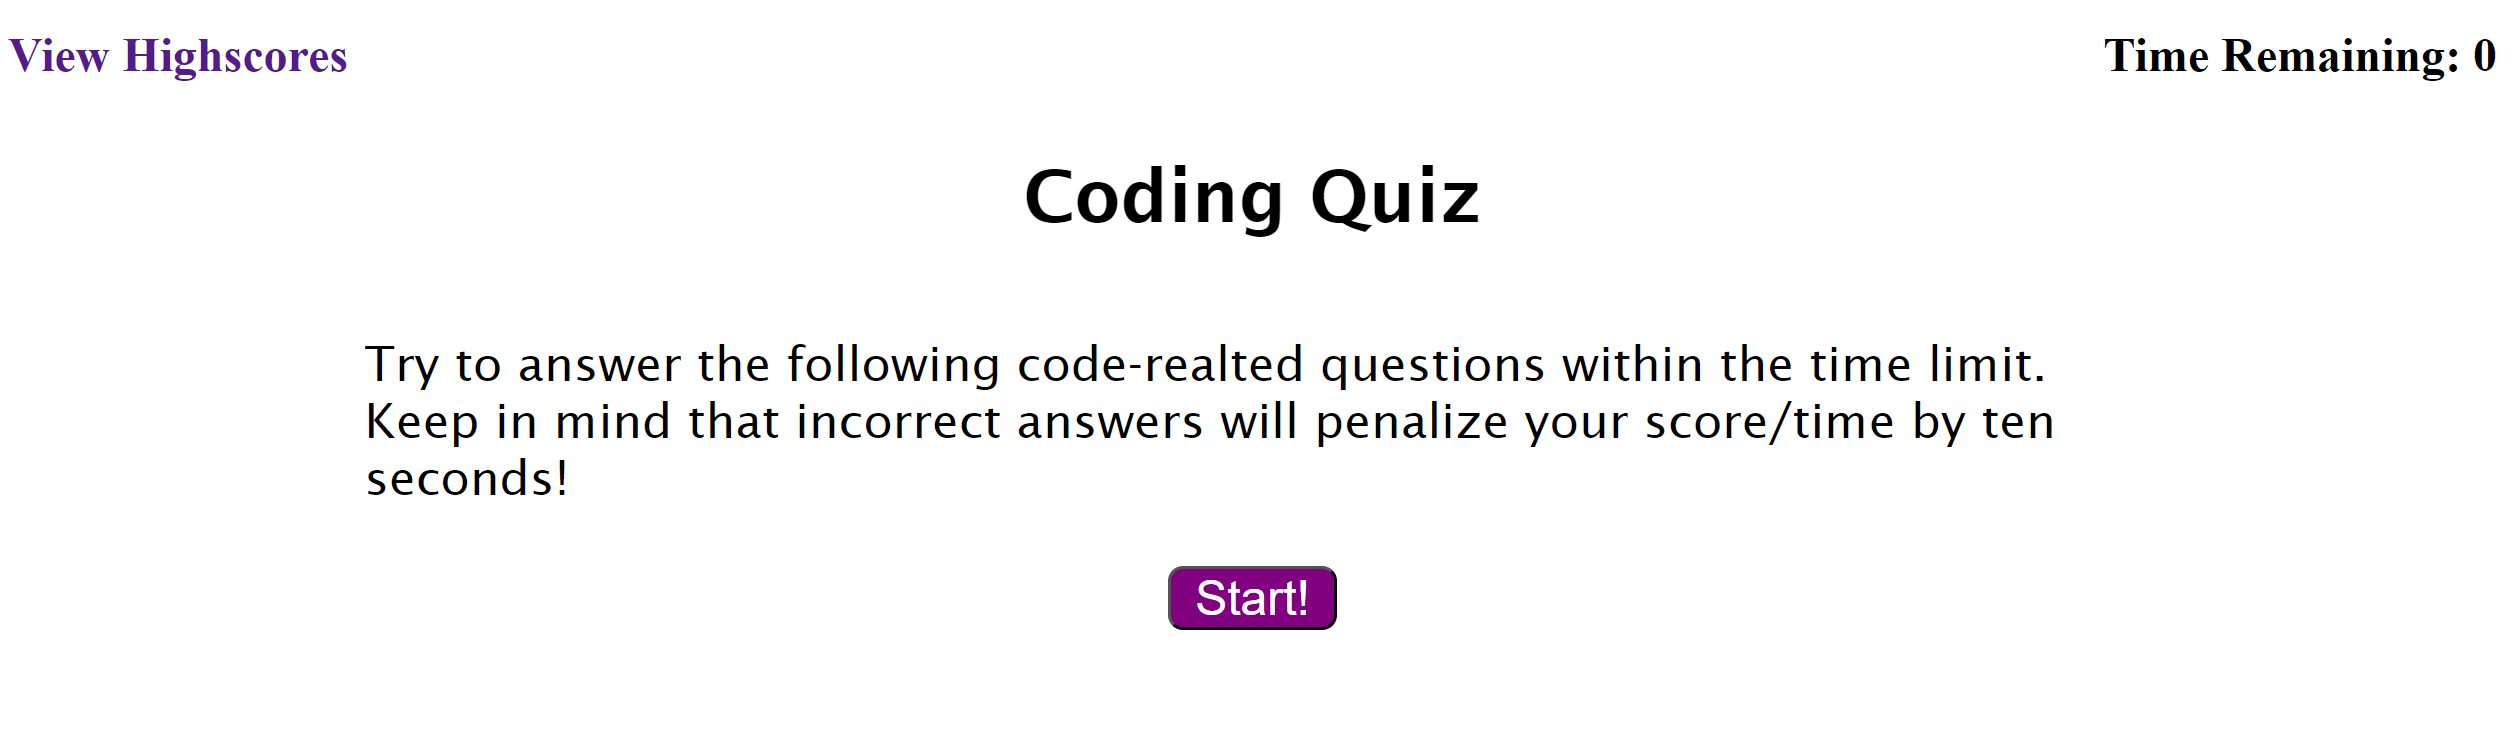 View Highscores
Time Remaining: 0
Coding Quiz
Try to answer the following code-realted questions within the time limit.
Keep in mind that incorrect answers will penalize your score/time by ten
seconds!
Start!